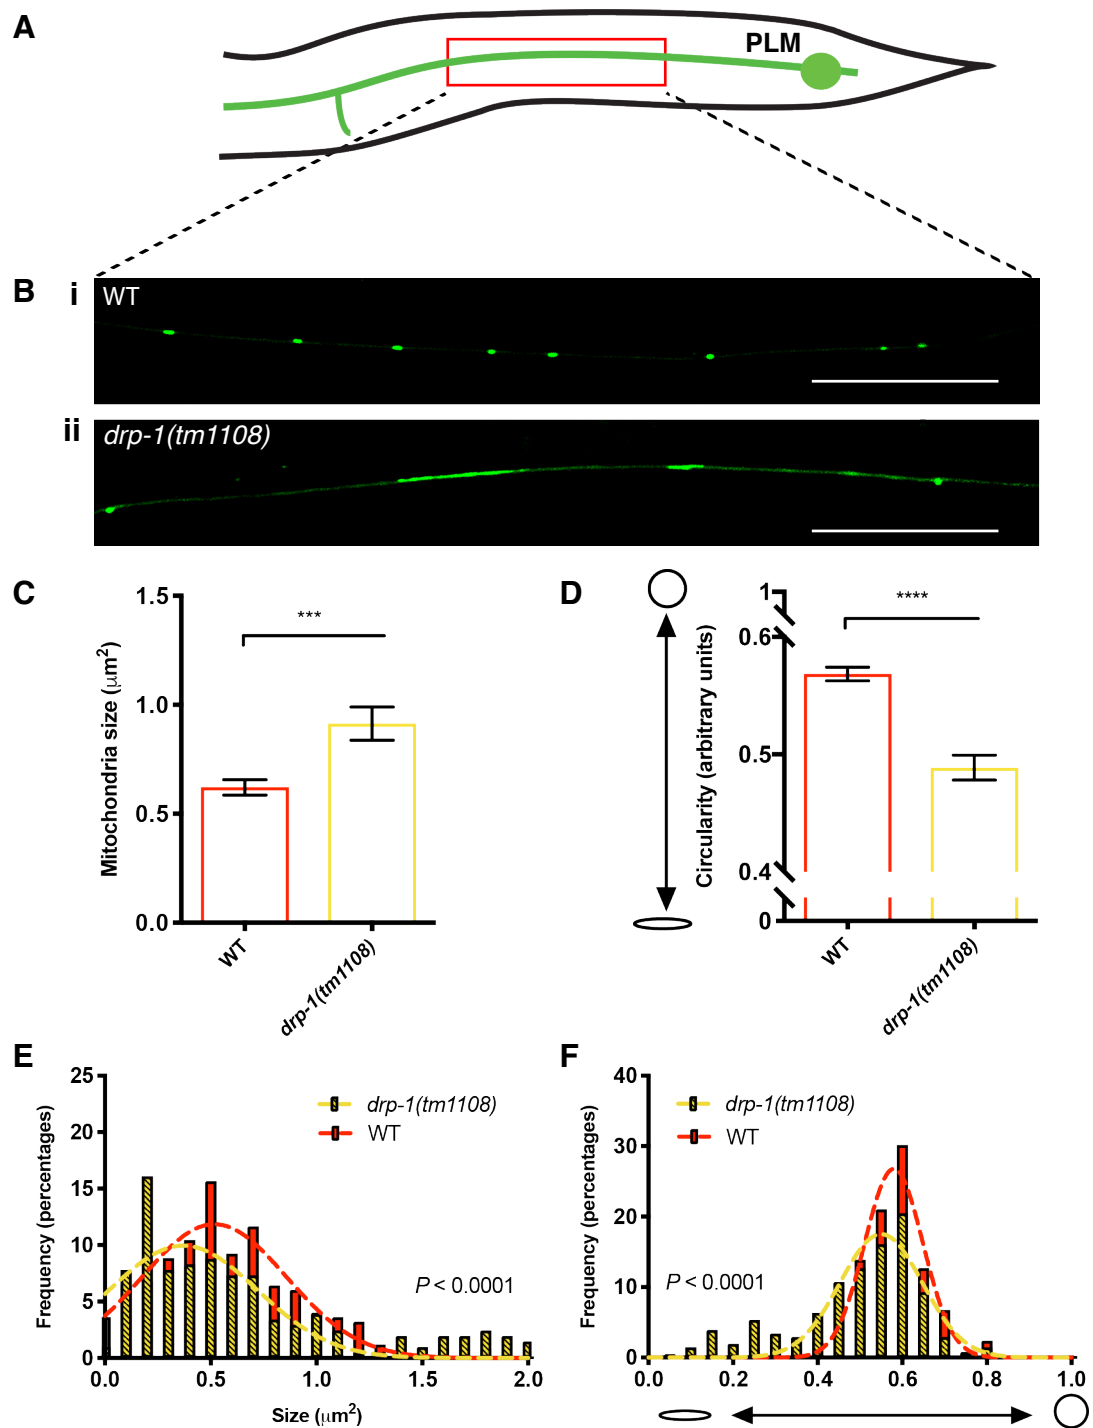 A
PLM
B
i
WT
ii
drp-1(tm1108)
C
1.5
1.0
0.5
0.0
Mitochondria size (μm2)
***
WT
drp-1(tm1108)
D
1
0.6
0.5
0.4
0
Circularity (arbitrary units)
****
WT
drp-1(tm1108)
E
25
20
15
10
5
0
Frequency (percentages)
drp-1(tm1108)
WT
P < 0.0001
0.0 0.5 1.0 1.5 2.0
Size (μm2)
F
40
30
20
10
0
Frequency (percentages)
drp-1(tm1108)
WT
P < 0.0001
0.0 0.2 0.4 0.6 0.8 1.0